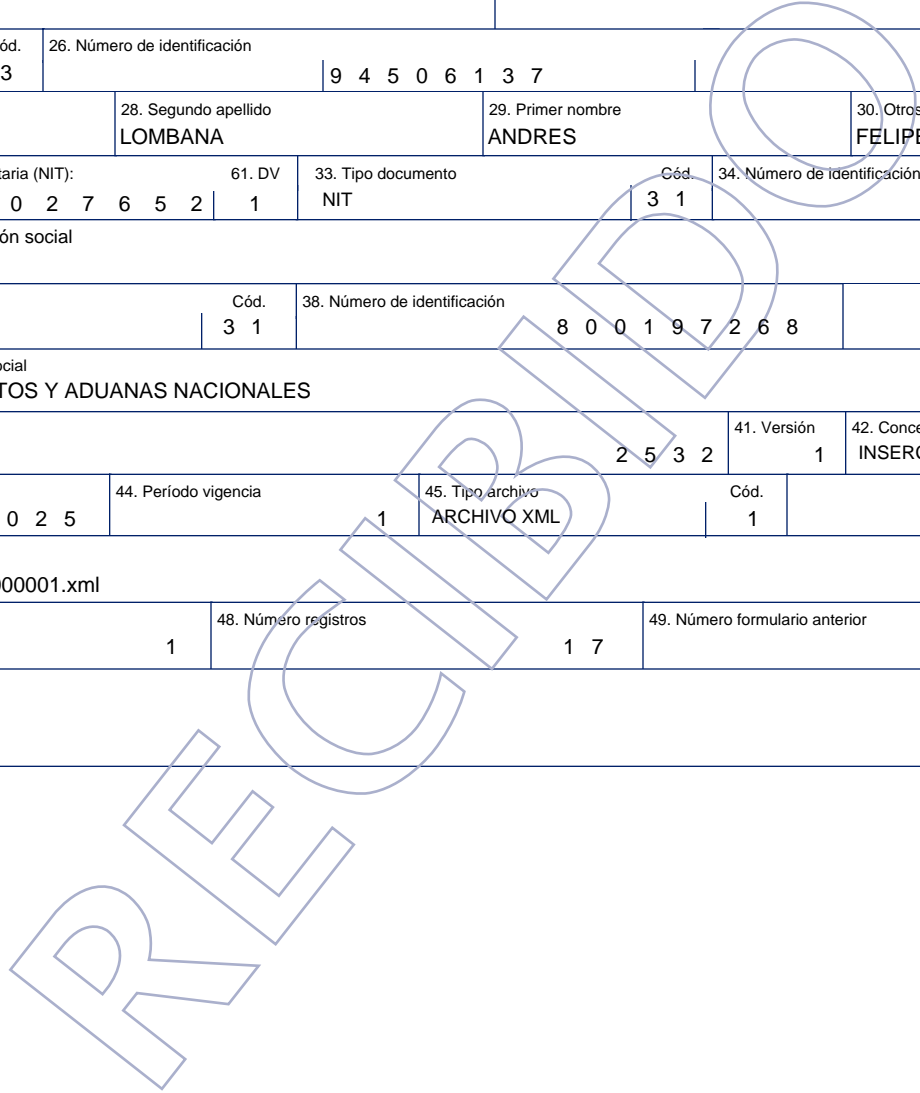 ód. 26. Número de identificación
3 9 4 5 0 6 1 3 7
28. Segundo apellido 29. Primer nombre 30. Otros
LOMBANA ANDRES FELIPE
taria (NIT): 61. DV 33. Tipo documento Cód. 34. Número de identificación
0 2 7 6 5 2 1 NIT 3 1
ón social
Cód. 38. Número de identificación
3 1 8 0 0 1 9 7 2 6 8
ocial
TOS Y ADUANAS NACIONALES
41. Versión 42. Conce
2 5 3 2 1 INSERC
44. Período vigencia 45. Tipo archivo Cód.
0 2 5 1 ARCHIVO XML 1
000001.xml
48. Número registros 49. Número formulario anterior
1 1 7
RECIBIDO